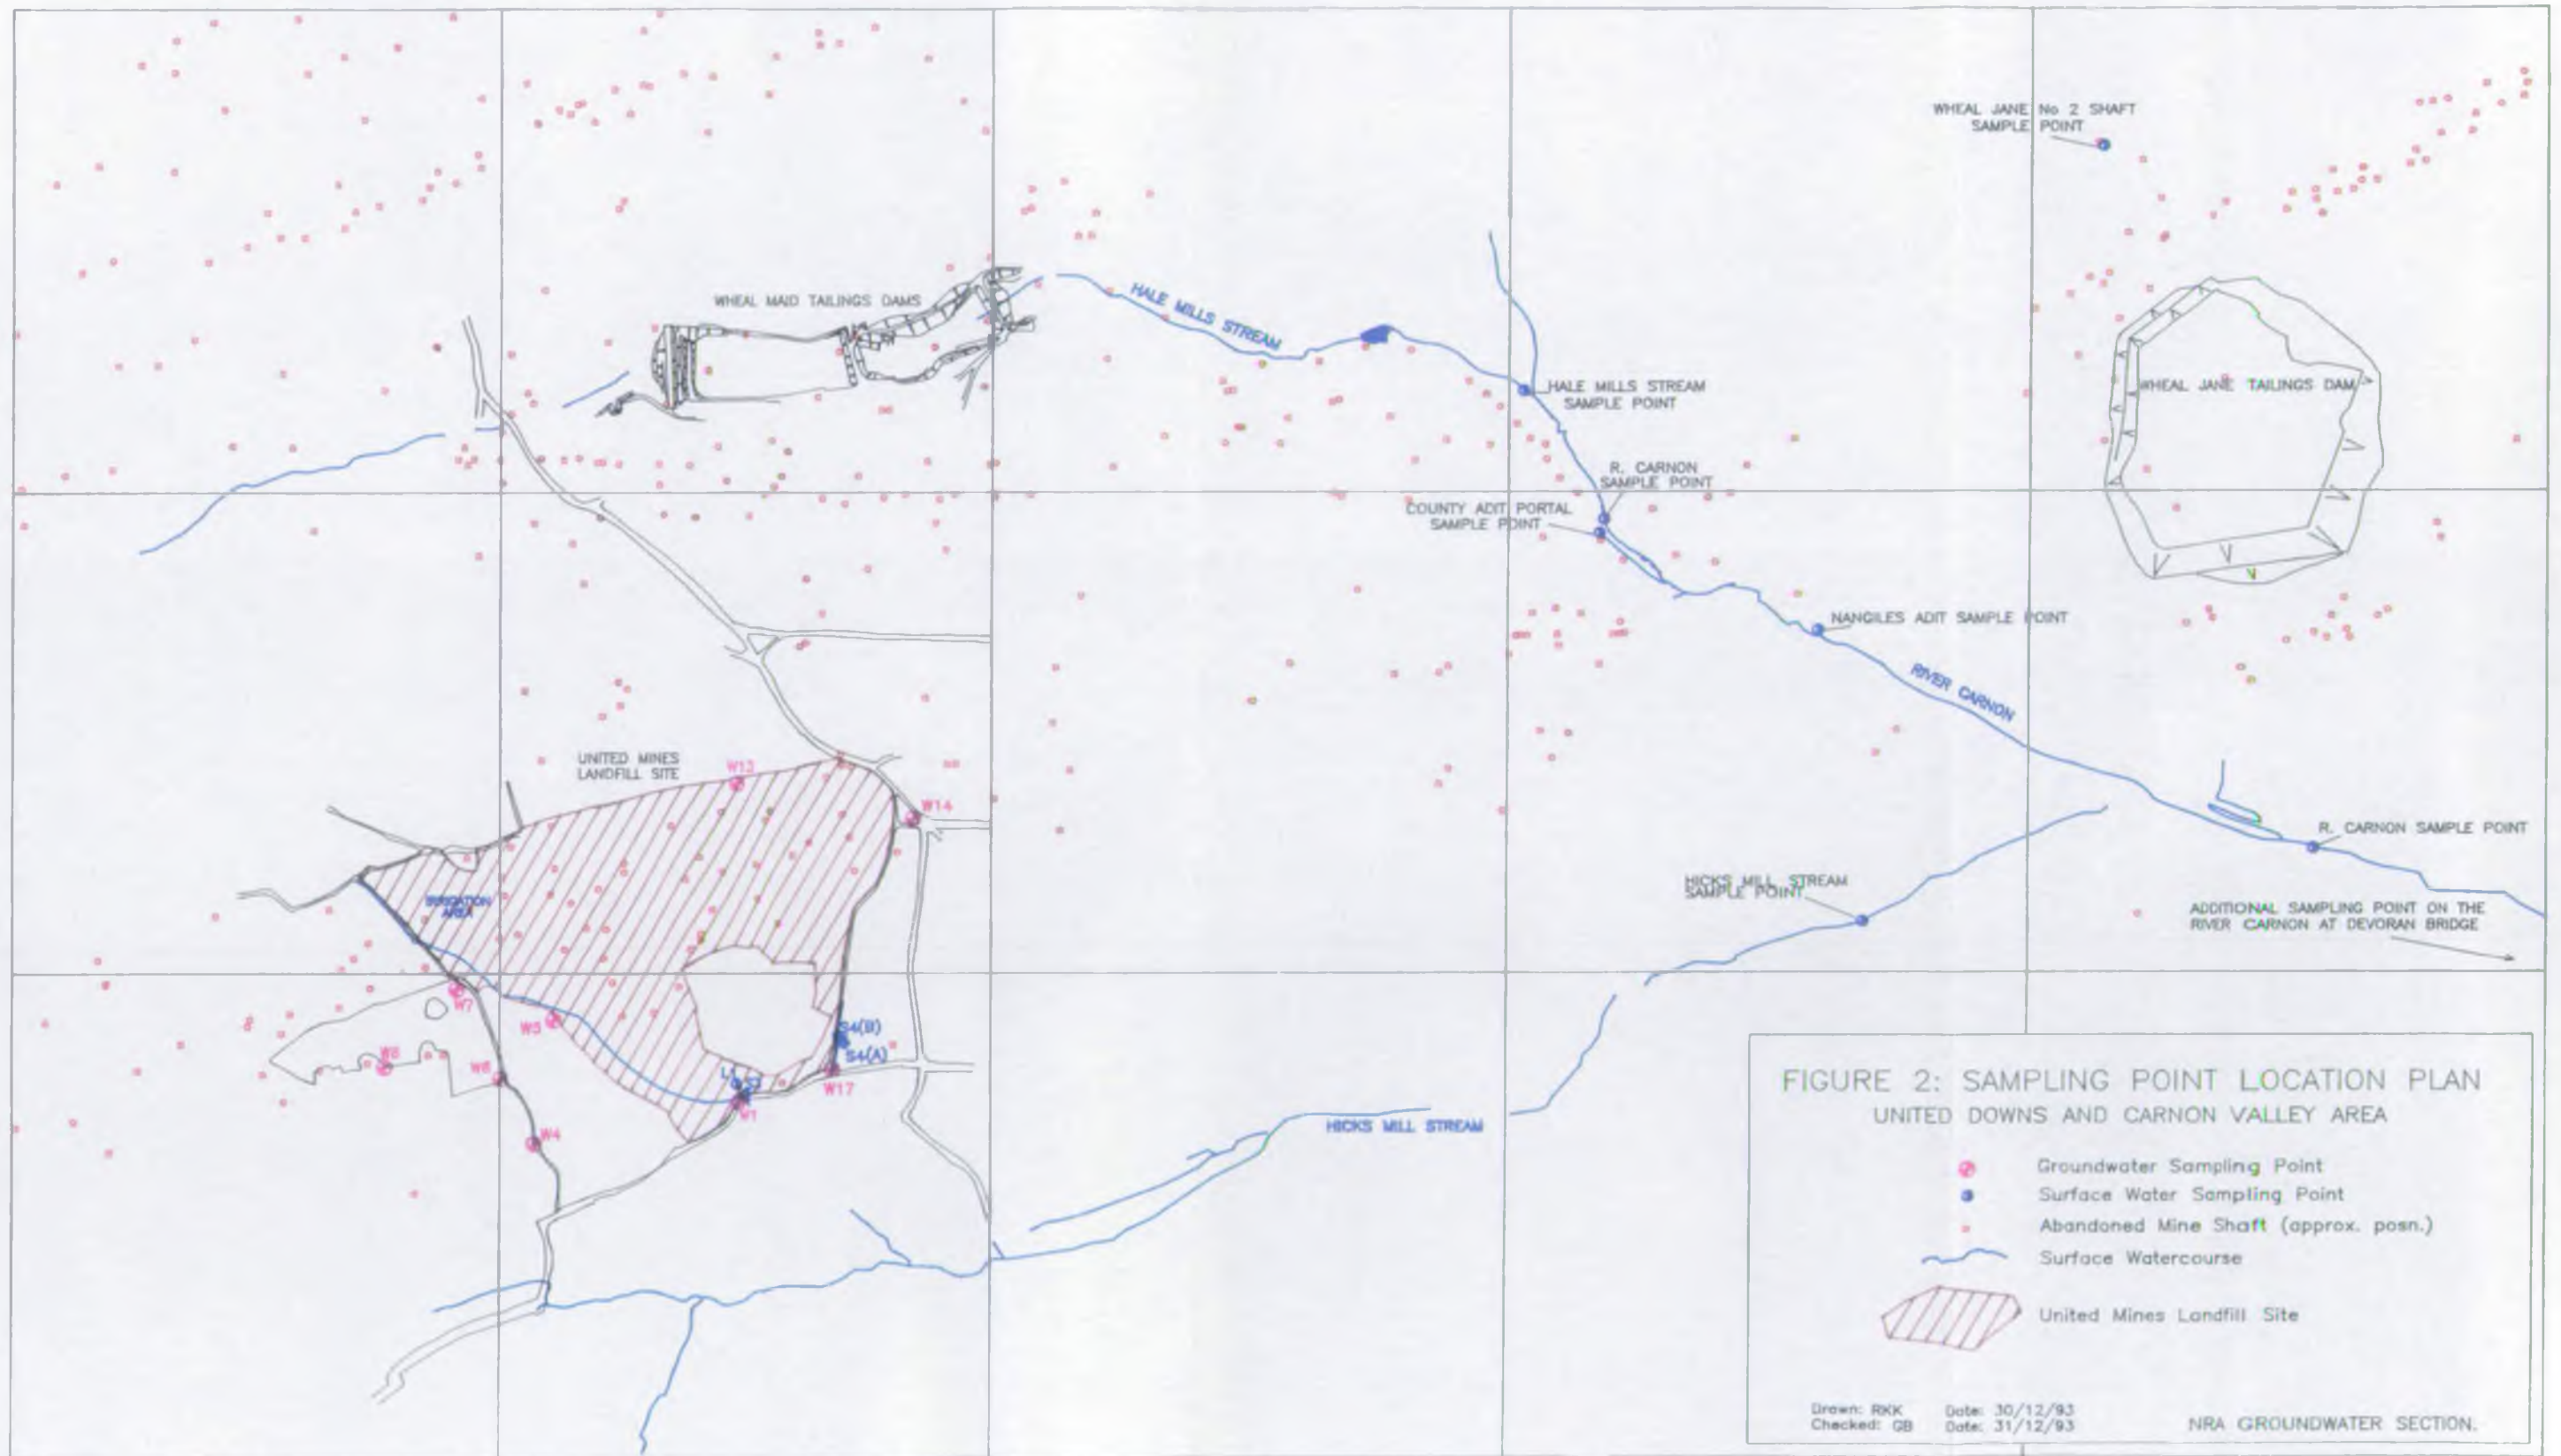 WHEAL JANE No 2 SHAFT
SAMPLE POINT
WHEAL MAID TAILINGS DAMS
HALE MILLS STREAM
HALE MILLS STREAM
SAMPLE POINT
WHEAL JANE TAILINGS DAM
R. CARNON
SAMPLE POINT
COUNTY ADIT PORTAL
SAMPLE POINT
NANGILES ADIT SAMPLE POINT
RIVER CARNON
UNITED MINES
LANDFILL SITE
W13
W14
R. CARNON SAMPLE POINT
HICKS MILL STREAM
SAMPLE POINT
IRRIGATION
AREA
ADDITIONAL SAMPLING POINT ON THE
RIVER CARNON AT DEVORAN BRIDGE
W7
W5
S4(B)
S4(A)
W6
L1
W17
W1
W4
HICKS MILL STREAM
FIGURE 2: SAMPLING POINT LOCATION PLAN
UNITED DOWNS AND CARNON VALLEY AREA
Groundwater Sampling Point
Surface Water Sampling Point
Abandoned Mine Shaft (approx. posn.)
Surface Watercourse
United Mines Landfill Site
Drawn: RKK Date: 30/12/93
Checked: GB Date: 31/12/93
NRA GROUNDWATER SECTION.